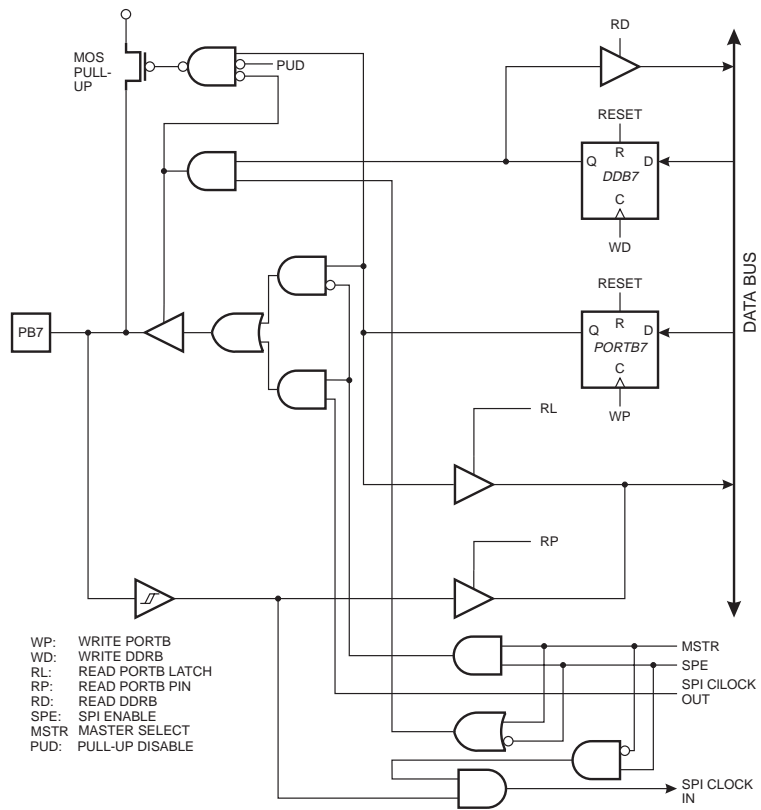 RD
MOS
PULL-
UP
PUD
RESET
R
Q
D
DDB7
C
WD
RESET
R
Q
D
PORTB7
C
WP
PB7
DATA BUS
RL
RP
WP: WRITE PORTB
WD: WRITE DDRB
RL: READ PORTB LATCH
RP: READ PORTB PIN
RD: READ DDRB
SPE: SPI ENABLE
MSTR MASTER SELECT
PUD: PULL-UP DISABLE
MSTR
SPE
SPI CILOCK
OUT
SPI CLOCK
IN